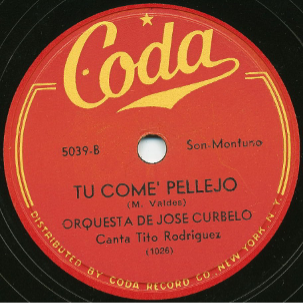 Coda
5039-B
Son-Montuno
TU COME' PELLEJO
(M. Valdes)
ORQUESTA DE JOSE CURBELO
Canta Tito Rodriguez
(1026)
DISTRIBUTED BY CODA RECORD CO., NEW YORK, N. Y.